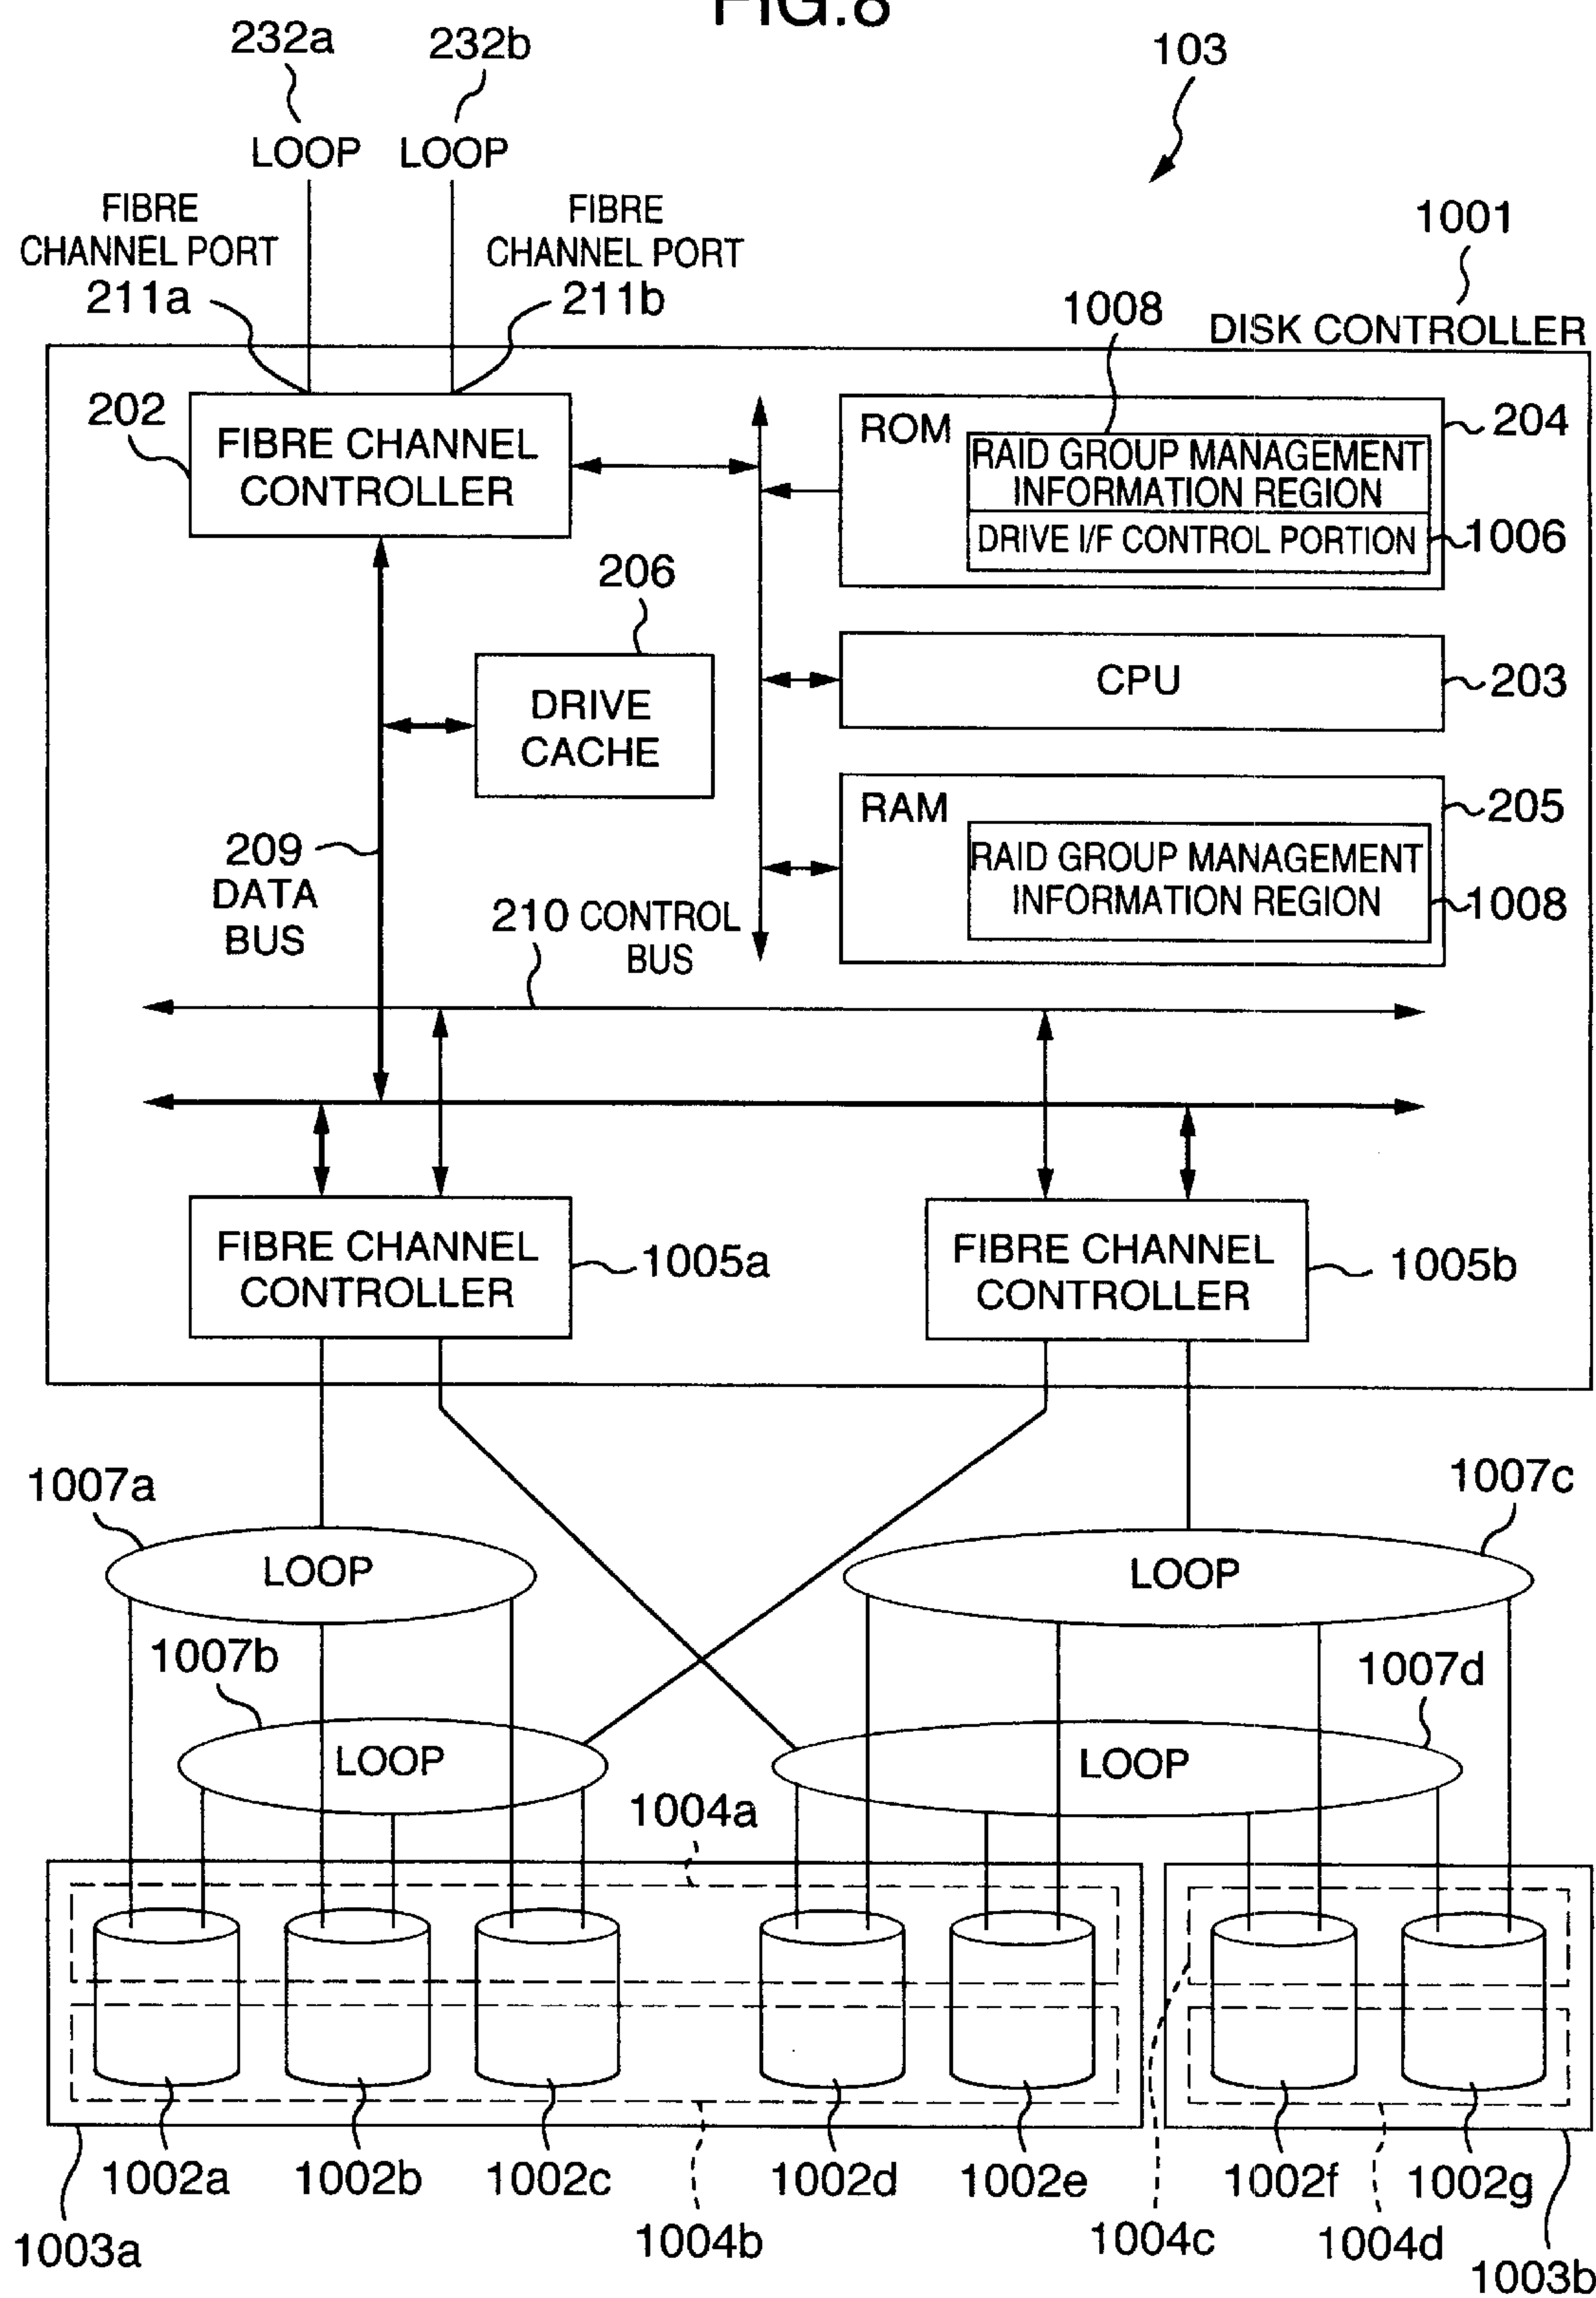 FIG.8
232a
232b
103
LOOP
LOOP
FIBRE
CHANNEL PORT
211a
FIBRE
CHANNEL PORT
211b
1001
DISK CONTROLLER
1008
202
FIBRE CHANNEL
CONTROLLER
ROM
204
RAID GROUP MANAGEMENT
INFORMATION REGION
DRIVE I/F CONTROL PORTION
1006
206
DRIVE
CACHE
CPU
203
RAM
205
RAID GROUP MANAGEMENT
INFORMATION REGION
1008
209
DATA
BUS
210 CONTROL
BUS
FIBRE CHANNEL
CONTROLLER
1005a
FIBRE CHANNEL
CONTROLLER
1005b
1007a
1007c
LOOP
LOOP
1007b
1007d
LOOP
LOOP
1004a
1002a
1002b
1002c
1002d
1002e
1002f
1002g
1003a
1004b
1004c
1004d
1003b